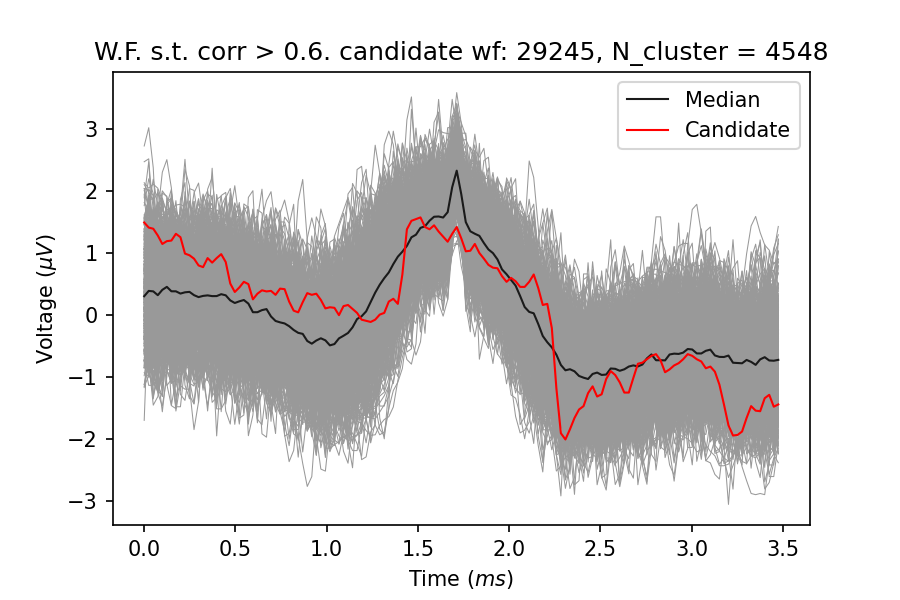 W.F. s.t. corr > 0.6. candidate wf: 29245, N_cluster = 4548
Median
Candidate
Voltage (μV)
3
2
1
0
−1
−2
−3
0.0 0.5 1.0 1.5 2.0 2.5 3.0 3.5
Time (ms)